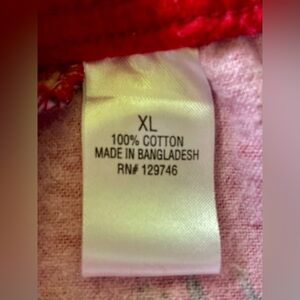 XL
100% COTTON
MADE IN BANGLADESH
RN# 129746